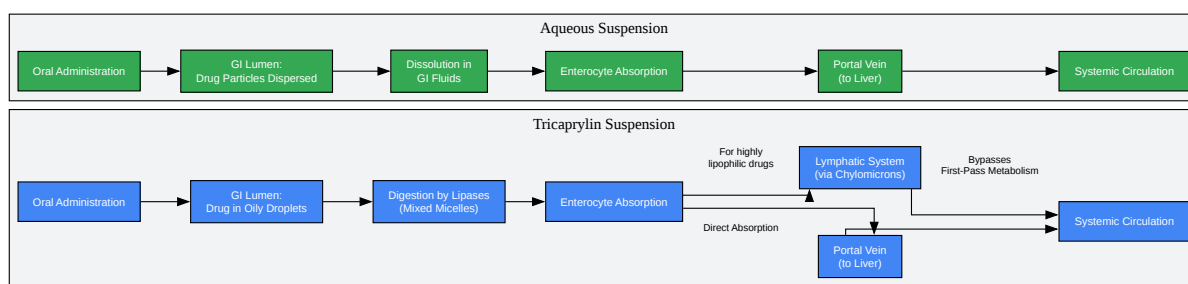 Aqueous Suspension
Oral Administration
GI Lumen:
Drug Particles Dispersed
Dissolution in
GI Fluids
Enterocyte Absorption
Portal Vein
(to Liver)
Systemic Circulation
Tricaprylin Suspension
Oral Administration
GI Lumen:
Drug in Oily Droplets
Digestion by Lipases
(Mixed Micelles)
Enterocyte Absorption
For highly
lipophilic drugs
Lymphatic System
(via Chylomicrons)
Bypasses
First-Pass Metabolism
Direct Absorption
Portal Vein
(to Liver)
Systemic Circulation